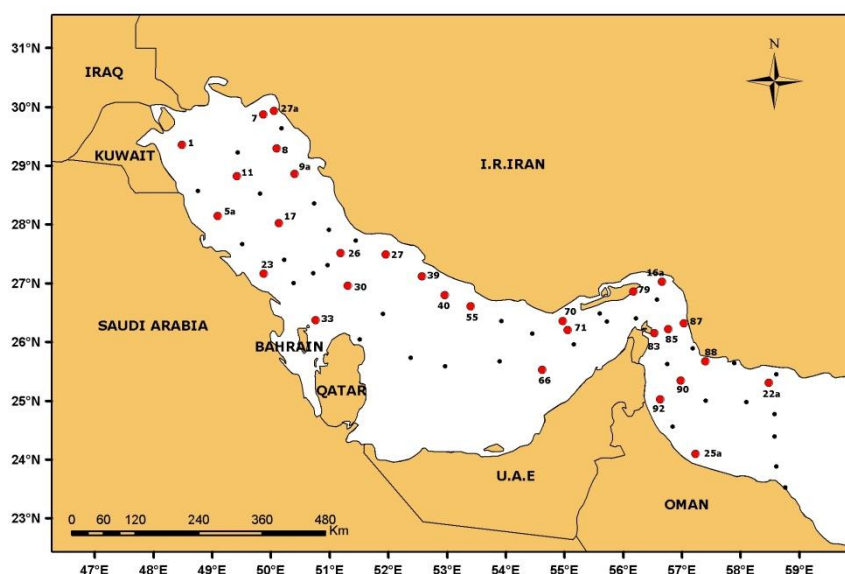 31°N
30°N
29°N
28°N
27°N
26°N
25°N
24°N
23°N
N
IRAQ
27a
7
1
8
KUWAIT
9a
11
I.R.IRAN
5a
17
26
27
23
39
16a
30
40
79
55
SAUDI ARABIA
33
70
87
71
85
BAHRAIN
83
88
66
90
22a
QATAR
92
25a
U.A.E
OMAN
0 60 120 240 360 480
Km
47°E 48°E 49°E 50°E 51°E 52°E 53°E 54°E 55°E 56°E 57°E 58°E 59°E